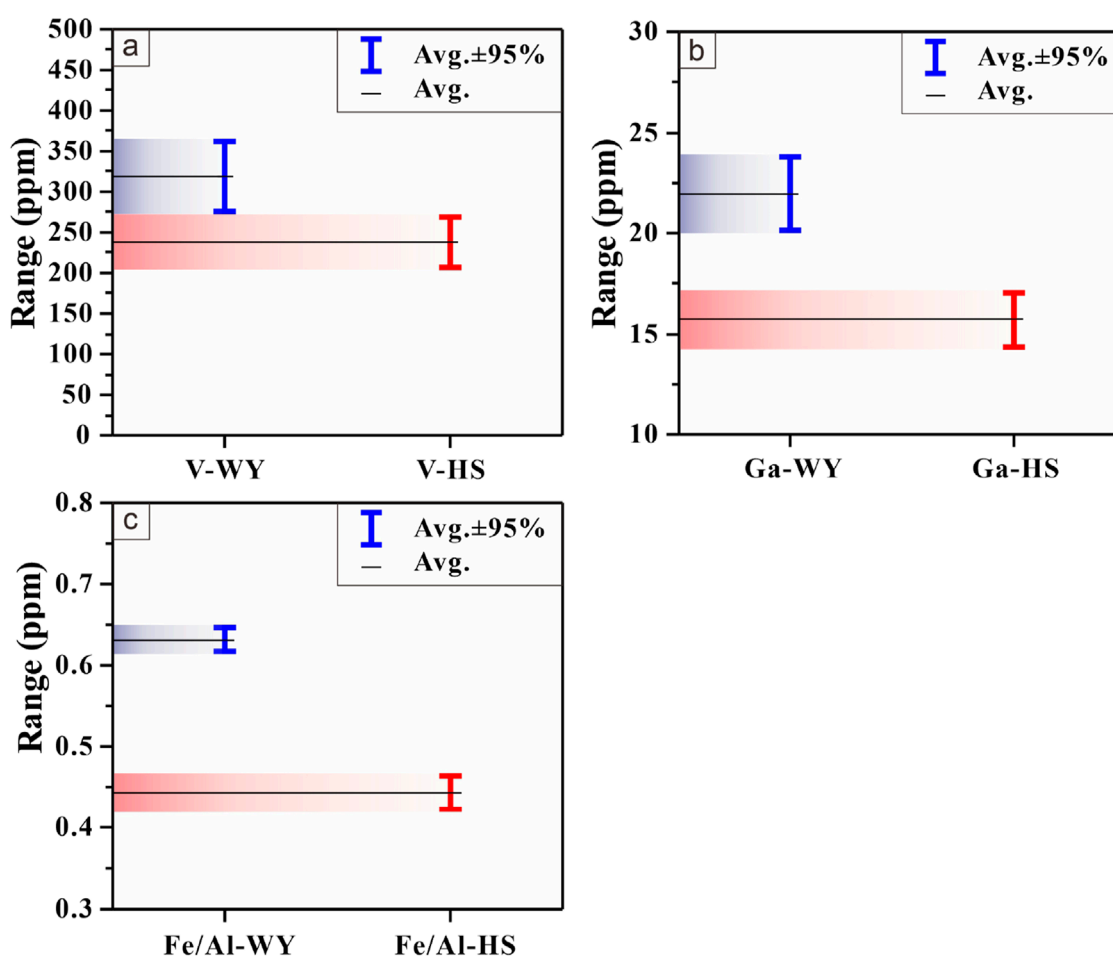 a
Avg.±95%
Avg.
Range (ppm)
500
450
400
350
300
250
200
150
100
50
0
V-WY V-HS
b
Avg.±95%
Avg.
Range (ppm)
30
25
20
15
10
Ga-WY Ga-HS
c
Avg.±95%
Avg.
Range (ppm)
0.8
0.7
0.6
0.5
0.4
0.3
Fe/Al-WY Fe/Al-HS